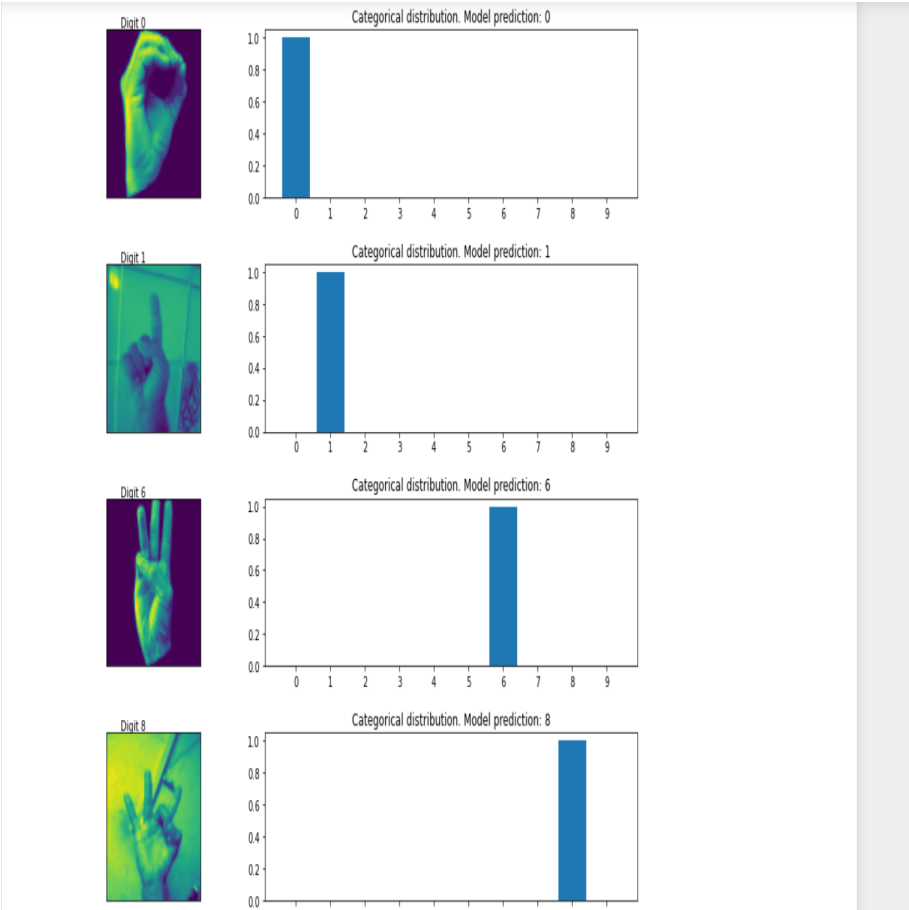 Digit 0
Categorical distribution. Model prediction: 0
1.0
0.8
0.6
0.4
0.2
0.0
0 1 2 3 4 5 6 7 8 9
Digit 1
Categorical distribution. Model prediction: 1
1.0
0.8
0.6
0.4
0.2
0.0
0 1 2 3 4 5 6 7 8 9
Digit 6
Categorical distribution. Model prediction: 6
1.0
0.8
0.6
0.4
0.2
0.0
0 1 2 3 4 5 6 7 8 9
Digit 8
Categorical distribution. Model prediction: 8
1.0
0.8
0.6
0.4
0.2
0.0